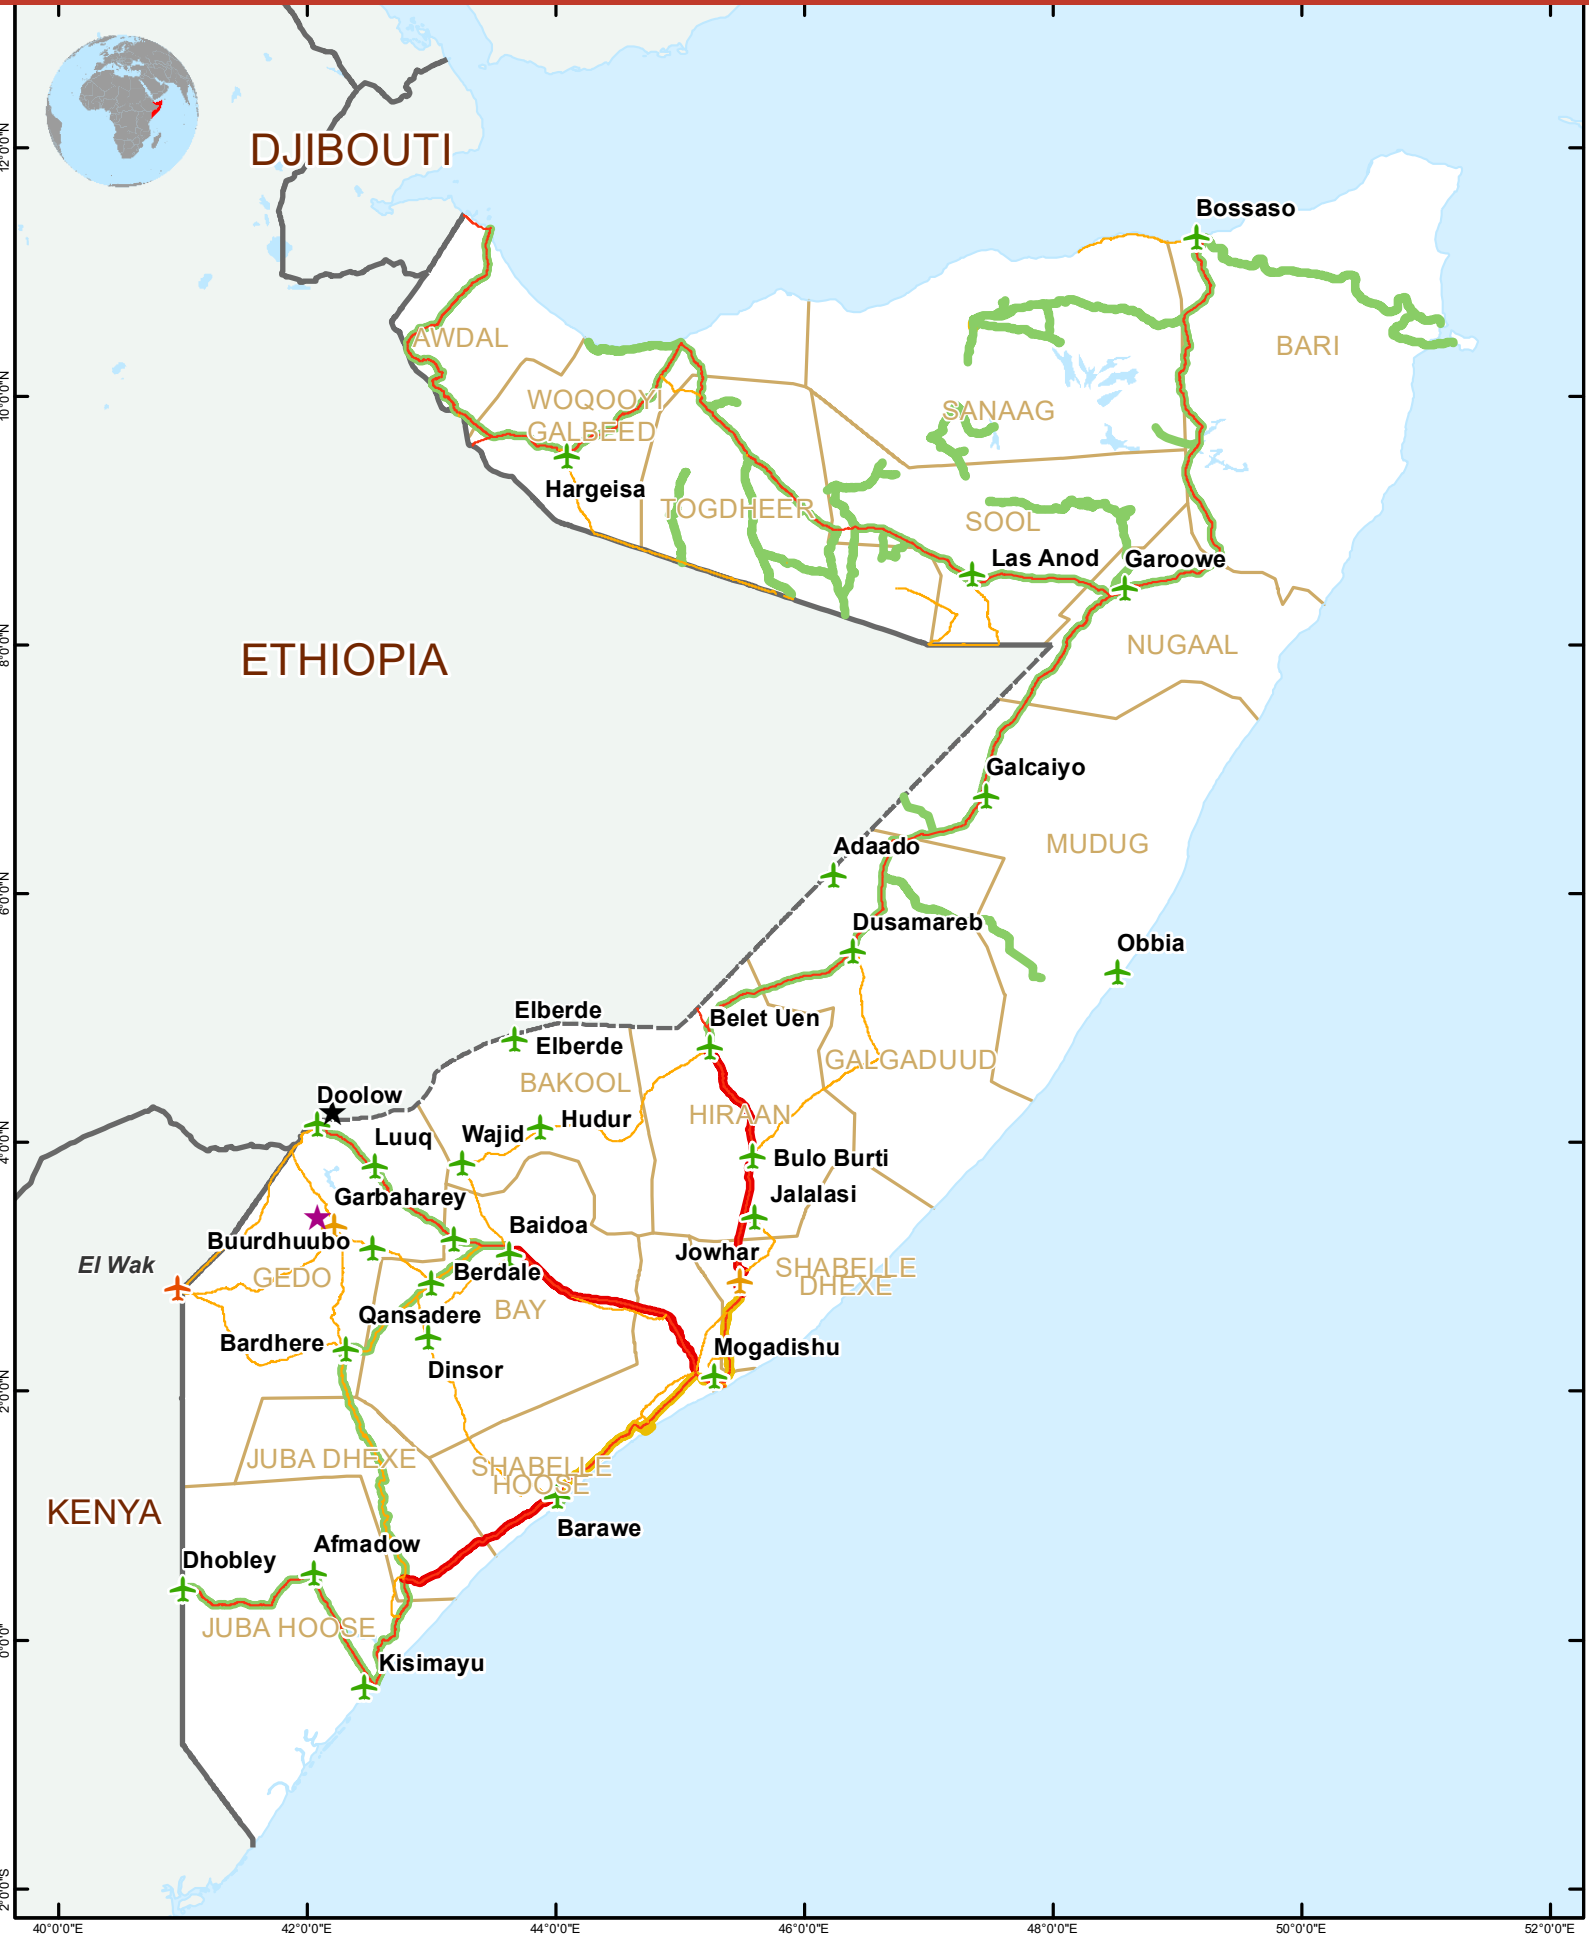 12°0'0"N
10°0'0"N
8°0'0"N
6°0'0"N
4°0'0"N
2°0'0"N
0°0'0"
2°0'0"S
DJIBOUTI
Bossaso
AWDAL
BARI
WOQOOYI
GALBEED
SANAAG
Hargeisa
TOGDHEER
SOOL
Las Anod
Garoowe
ETHIOPIA
NUGAAL
Galcaiyo
Adaado
MUDUG
Dusamareb
Obbia
Elberde
Belet Uen
Elberde
GALGADUUD
BAKOOL
Doolow
HIRAAN
Hudur
Luuq
Wajid
Bulo Burti
Garbaharey
Jalalasi
Baidoa
Buurdhuubo
Jowhar
El Wak
GEDO
Berdale
SHABELLE
DHEXE
Qansadere
BAY
Bardhere
Mogadishu
Dinsor
JUBA DHEXE
SHABELLE
HOOSE
KENYA
Barawe
Afmadow
Dhobley
JUBA HOOSE
Kisimayu
40°0'0"E
42°0'0"E
44°0'0"E
46°0'0"E
48°0'0"E
50°0'0"E
52°0'0"E